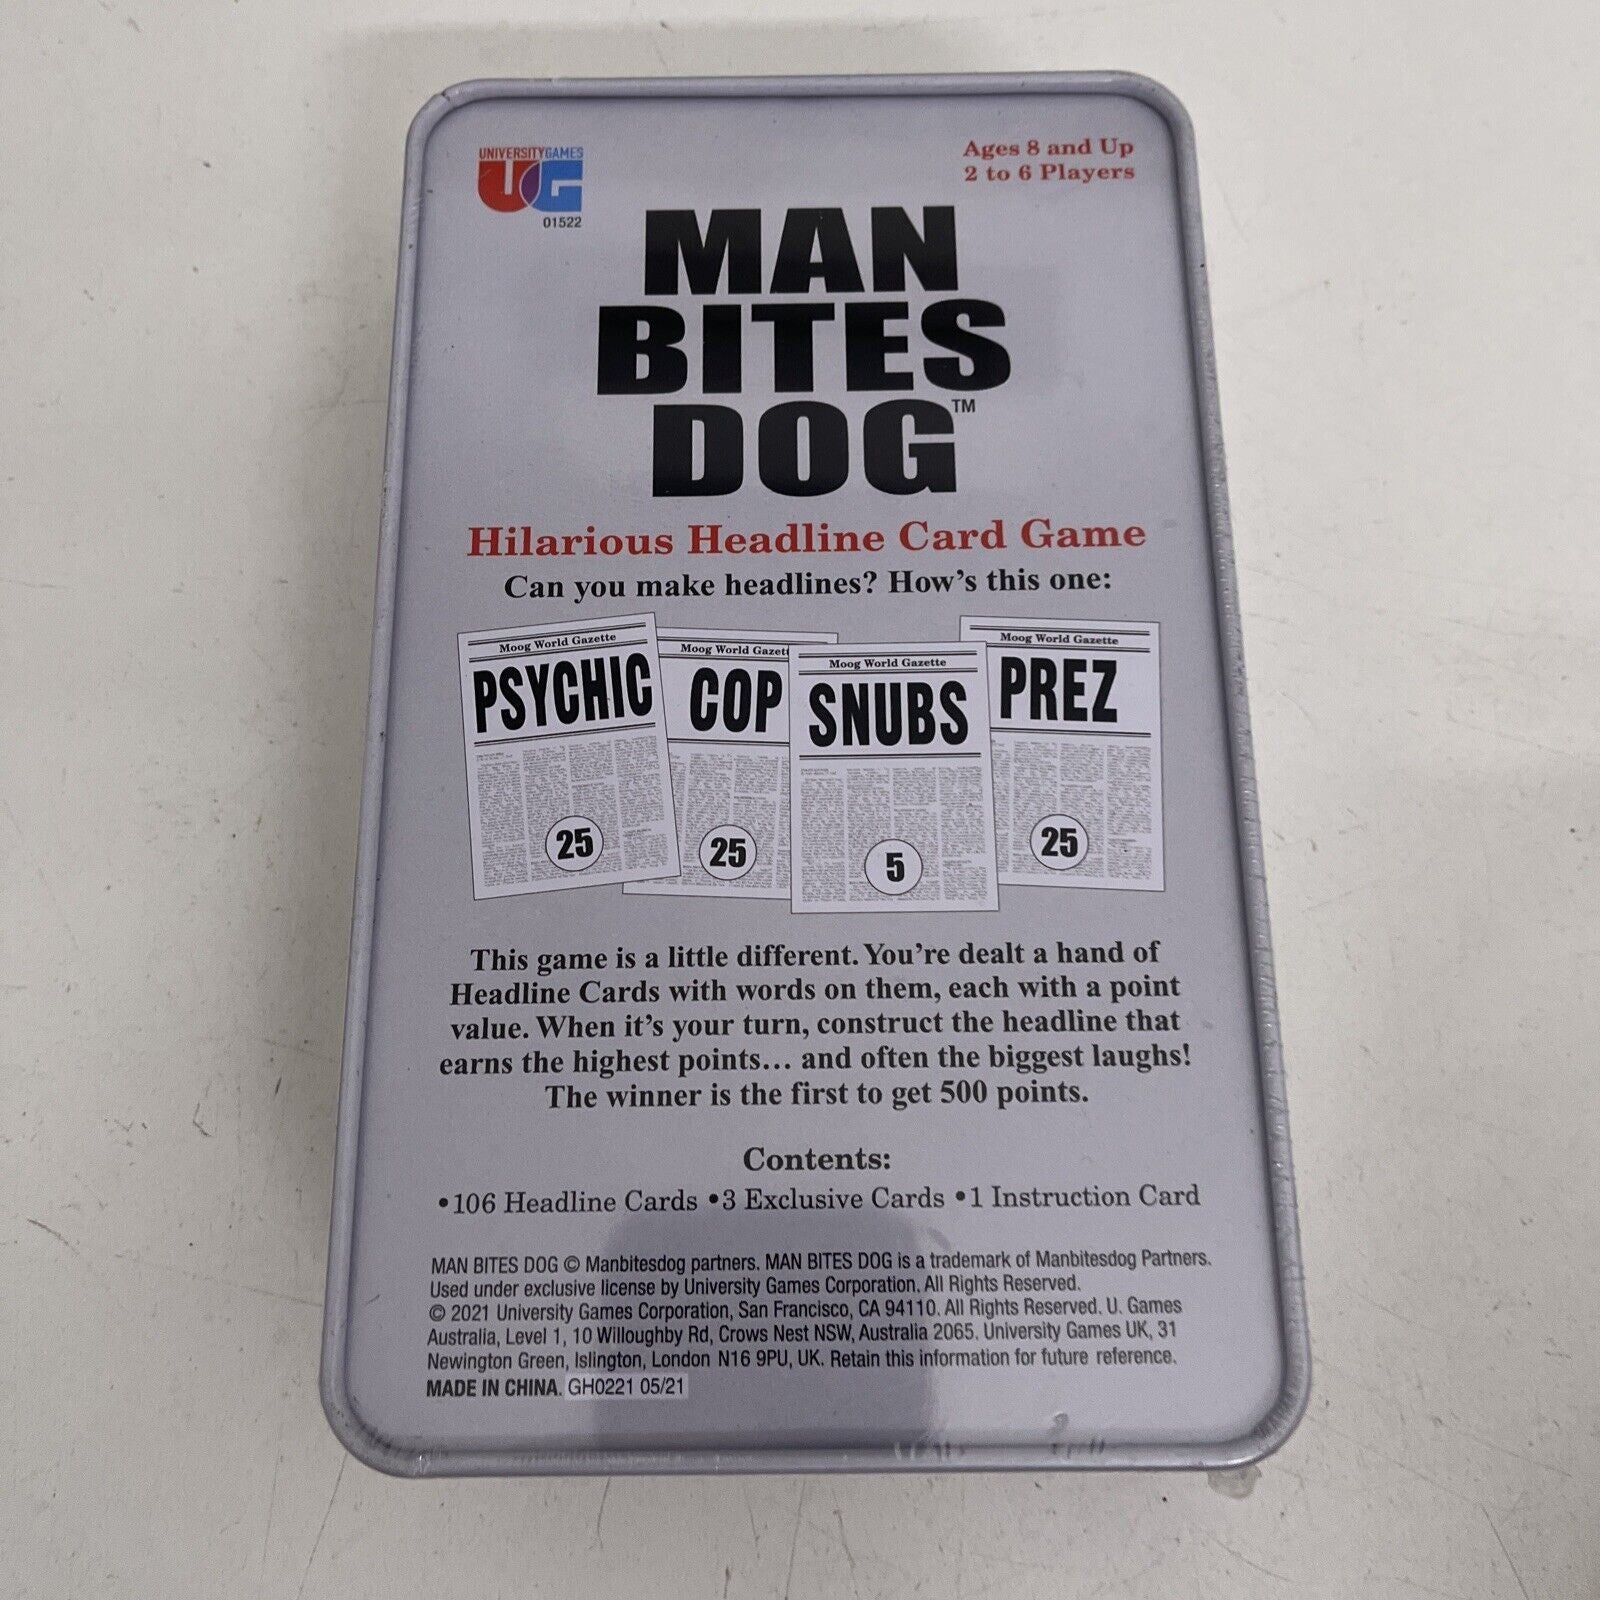 UNIVERSITYGAMES
UG
01522
Ages 8 and Up
2 to 6 Players
MAN
BITES
DOG™
Hilarious Headline Card Game
Can you make headlines? How's this one:
Moog World Gazette
PSYCHIC
25
Moog World Gazett
COP
25
Moog World Gazette
SNUBS
5
Moog World Gazette
PREZ
25
This game is a little different. You're dealt a hand of
Headline Cards with words on them, each with a point
value. When it's your turn, construct the headline that
earns the highest points... and often the biggest laughs!
The winner is the first to get 500 points.
Contents:
•106 Headline Cards •3 Exclusive Cards •1 Instruction Card
MAN BITES DOG © Manbitesdog partners. MAN BITES DOG is a trademark of Manbitesdog Partners.
Used under exclusive license by University Games Corporation. All Rights Reserved.
© 2021 University Games Corporation, San Francisco, CA 94110. All Rights Reserved. U. Games
Australia, Level 1, 10 Willoughby Rd, Crows Nest NSW, Australia 2065. University Games UK, 31
Newington Green, Islington, London N16 9PU, UK. Retain this information for future reference.
MADE IN CHINA. GH0221 05/21